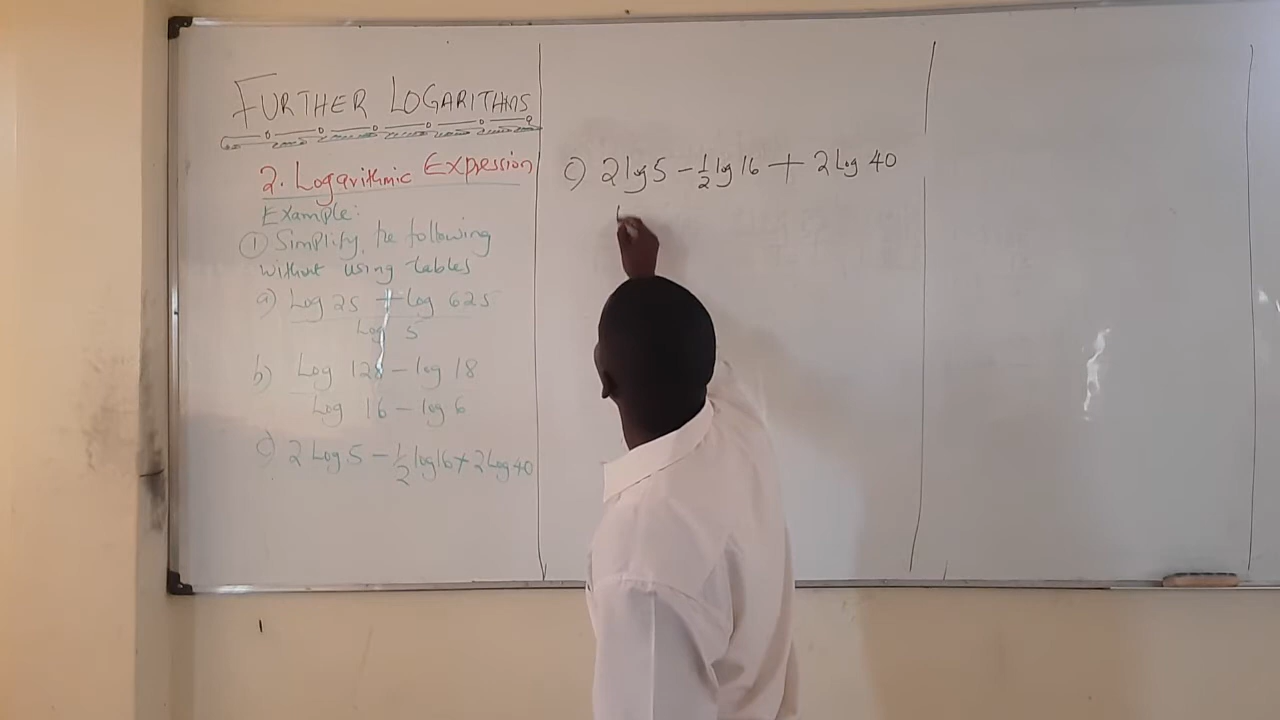 FURTHER LOGARITHMS
2. Logarithmic Expression
Example:
① Simplify the following
without using tables
a) Log 25 + log 625
Log 5
b) Log 128 - log 18
Log 16 - log 6
c) 2 Log 5 - 1/2 log 16 + 2 Log 40
c) 2 log 5 - 1/2 log 16 + 2 Log 40